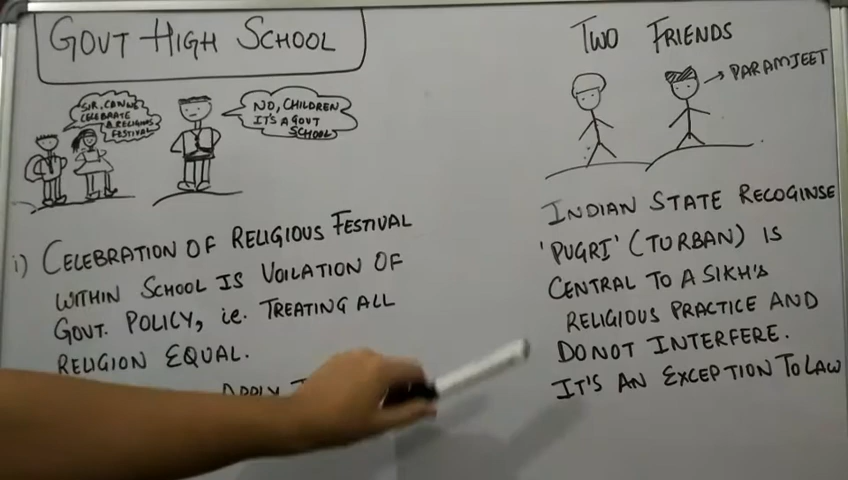 GOVT HIGH SCHOOL
SIR, CAN WE
CELEBRATE
A RELIGIOUS
FESTIVAL
NO, CHILDREN
IT'S A GOVT
SCHOOL
i) CELEBRATION OF RELIGIOUS FESTIVAL
WITHIN SCHOOL IS VOILATION OF
GOVT. POLICY, i.e. TREATING ALL
RELIGION EQUAL.
APPLY
TWO FRIENDS
PARAMJEET
INDIAN STATE RECOGINSE
'PUGRI' (TURBAN) IS
CENTRAL TO A SIKH'S
RELIGIOUS PRACTICE AND
DO NOT INTERFERE.
IT'S AN EXCEPTION TO LAW